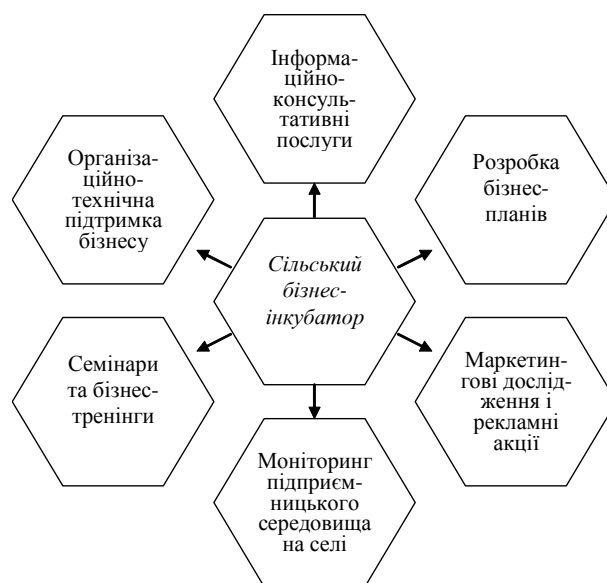 Інформа-
ційно-
консуль-
тативні
послуги
Організа-
ційно-
технічна
підтримка
бізнесу
Розробка
бізнес-
планів
Сільський
бізнес-
інкубатор
Семінари
та бізнес-
тренінги
Маркетин-
гові дослід-
ження і
рекламні
акції
Моніторинг
підприєм-
ницького
середовища
на селі